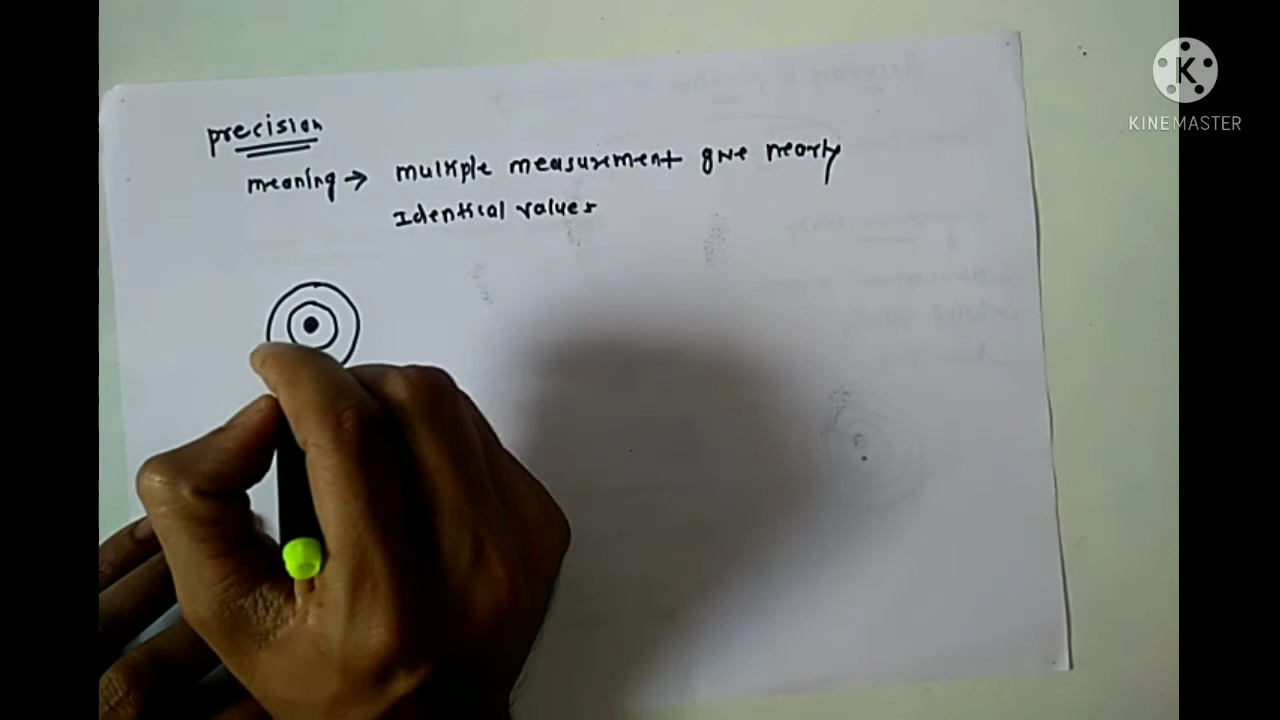 precision
meaning → multiple measurement give nearly
Identical values
K
KINEMASTER